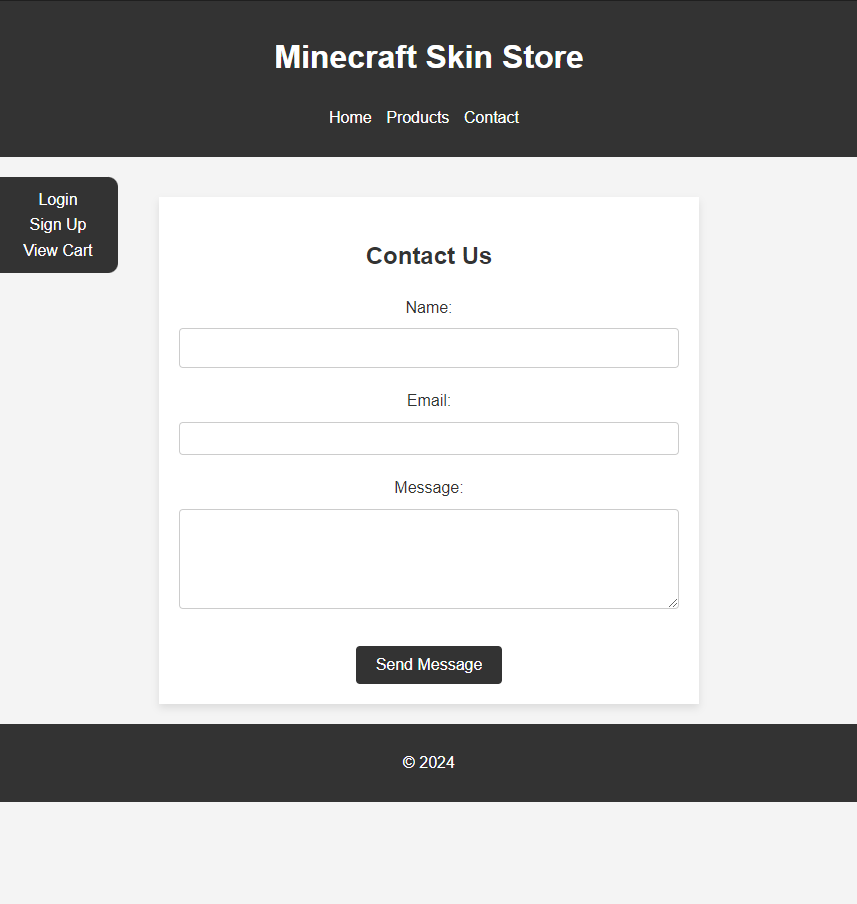 Minecraft Skin Store
Home Products Contact
Login
Sign Up
View Cart
Contact Us
Name:
Email:
Message:
Send Message
© 2024